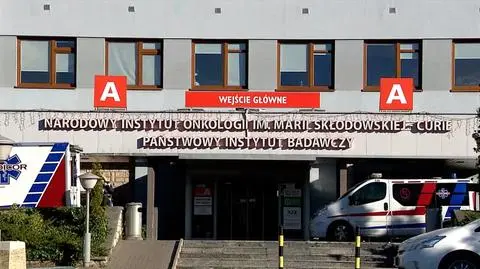 A
A
WEJŚCIE GŁÓWNE
NARODOWY INSTYTUT ONKOLOGII IM. MARII SKŁODOWSKIEJ - CURIE
PAŃSTWOWY INSTYTUT BADAWCZY